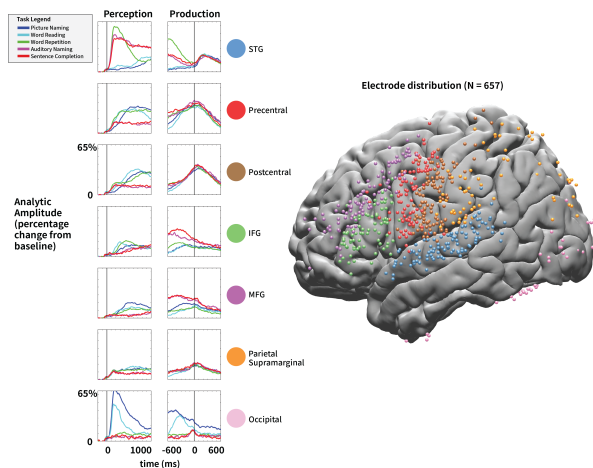 Task Legend
Picture Naming
Word Reading
Word Repetition
Auditory Naming
Sentence Completion
Perception
Production
STG
Electrode distribution (N = 657)
Precentral
65%
0
Postcentral
Analytic
Amplitude
(percentage
change from
baseline)
IFG
MFG
Parietal
Supramarginal
65%
0
Occipital
0
1000
-600
0
600
time (ms)